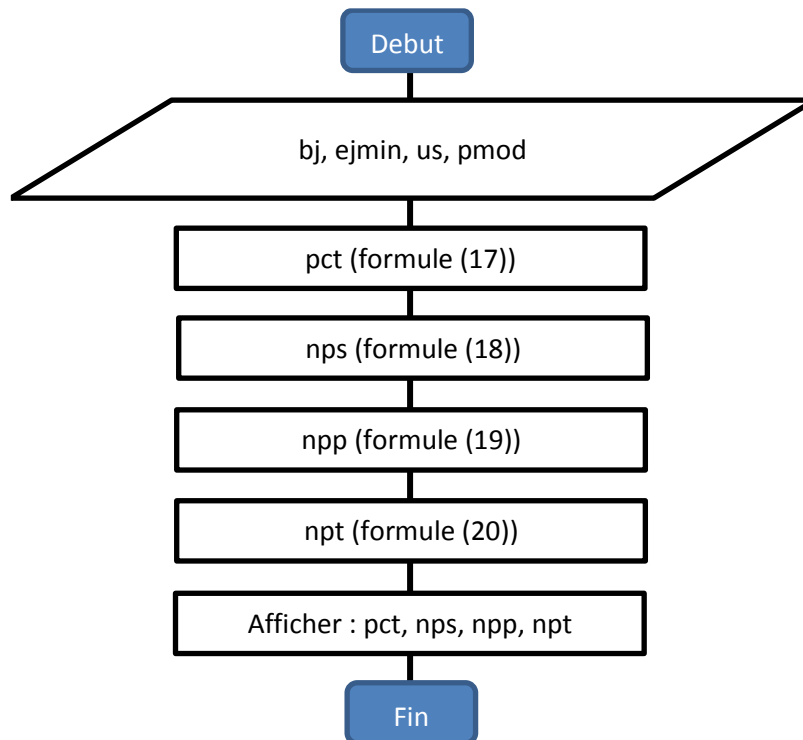 Debut
bj, ejmin, us, pmod
pct (formule (17))
nps (formule (18))
npp (formule (19))
npt (formule (20))
Afficher : pct, nps, npp, npt
Fin